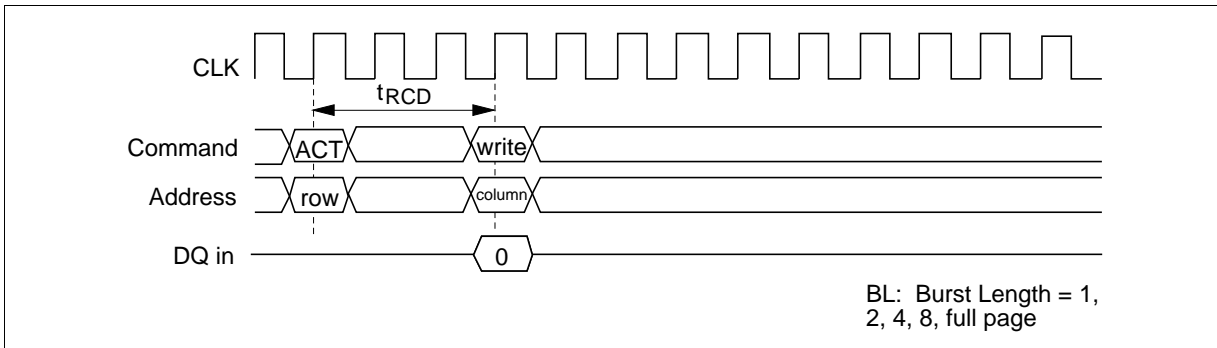 CLK
tRCD
Command ACT write
Address row column
DQ in 0
BL: Burst Length = 1,
2, 4, 8, full page